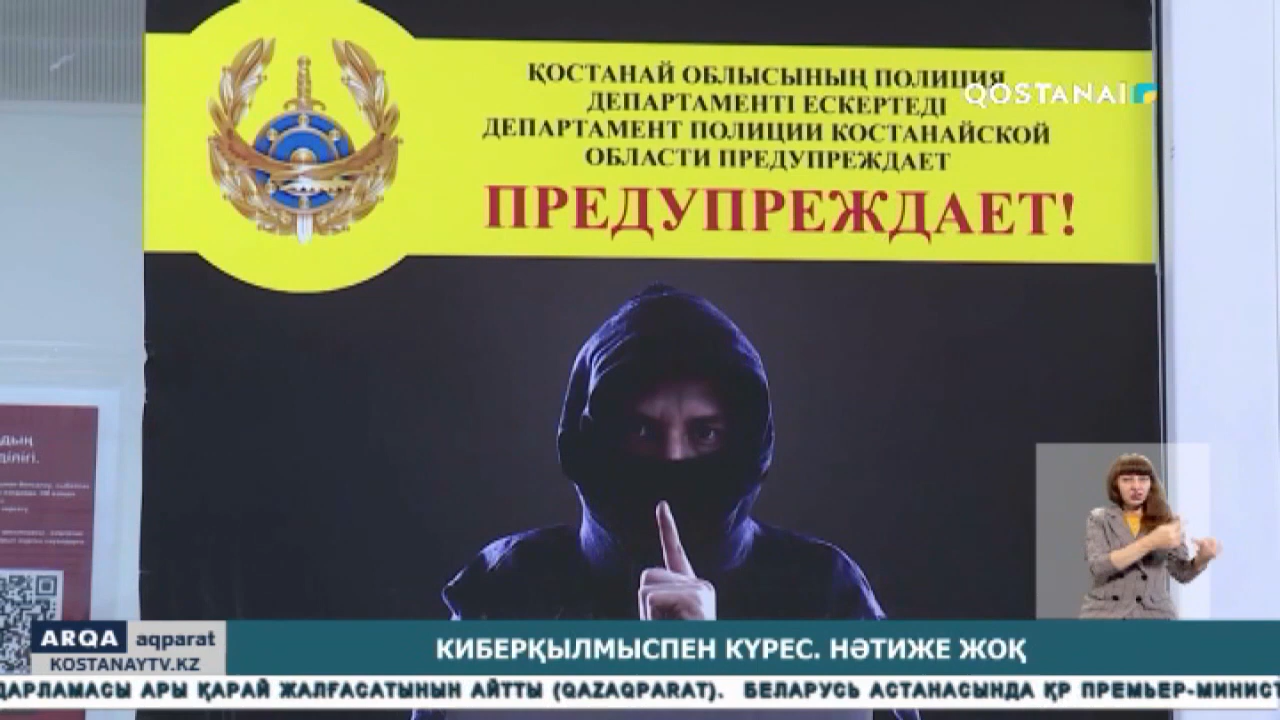 ҚОСТАНАЙ ОБЛЫСЫНЫҢ ПОЛИЦИЯ
ДЕПАРТАМЕНТІ ЕСКЕРТЕДІ
ДЕПАРТАМЕНТ ПОЛИЦИИ КОСТАНАЙСКОЙ
ОБЛАСТИ ПРЕДУПРЕЖДАЕТ
ПРЕДУПРЕЖДАЕТ!
QOSTANAI
ARQA aqparat
KOSTANAYTV.KZ
КИБЕРҚЫЛМЫСПЕН КҮРЕС. НӘТИЖЕ ЖОҚ
ДАРЛАМАСЫ АРЫ ҚАРАЙ ЖАЛҒАСАТЫНЫН АЙТТЫ (QAZAQPARAT). БЕЛАРУСЬ АСТАНАСЫНДА ҚР ПРЕМЬЕР-МИНИСТ